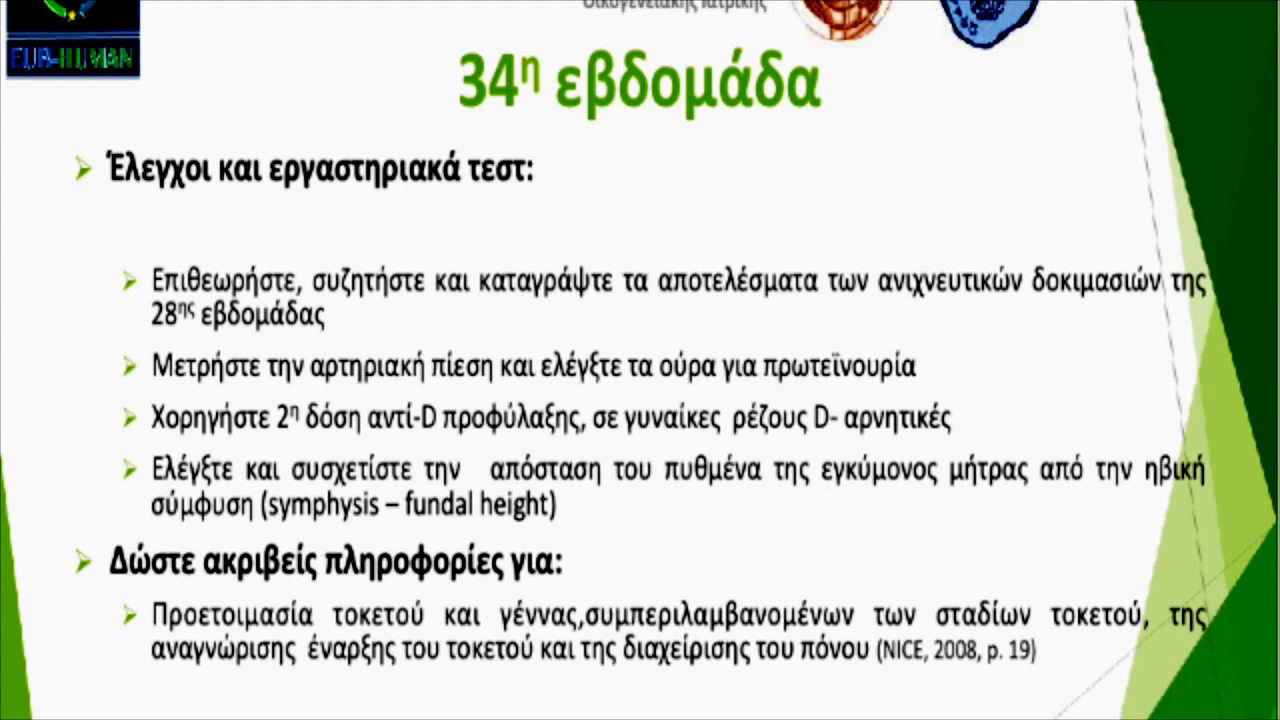 Οικογενειακής Ιατρικής
EUR-HUMAN
34η εβδομάδα
Έλεγχοι και εργαστηριακά τεστ:
Επιθεωρήστε, συζητήστε και καταγράψτε τα αποτελέσματα των ανιχνευτικών δοκιμασιών της
28ης εβδομάδας
Μετρήστε την αρτηριακή πίεση και ελέγξτε τα ούρα για πρωτεϊνουρία
Χορηγήστε 2η δόση αντί-D προφύλαξης, σε γυναίκες ρέζους D- αρνητικές
Ελέγξτε και συσχετίστε την απόσταση του πυθμένα της εγκύμονος μήτρας από την ηβική
σύμφυση (symphysis – fundal height)
Δώστε ακριβείς πληροφορίες για:
Προετοιμασία τοκετού και γέννας,συμπεριλαμβανομένων των σταδίων τοκετού, της
αναγνώρισης έναρξης του τοκετού και της διαχείρισης του πόνου (NICE, 2008, p. 19)